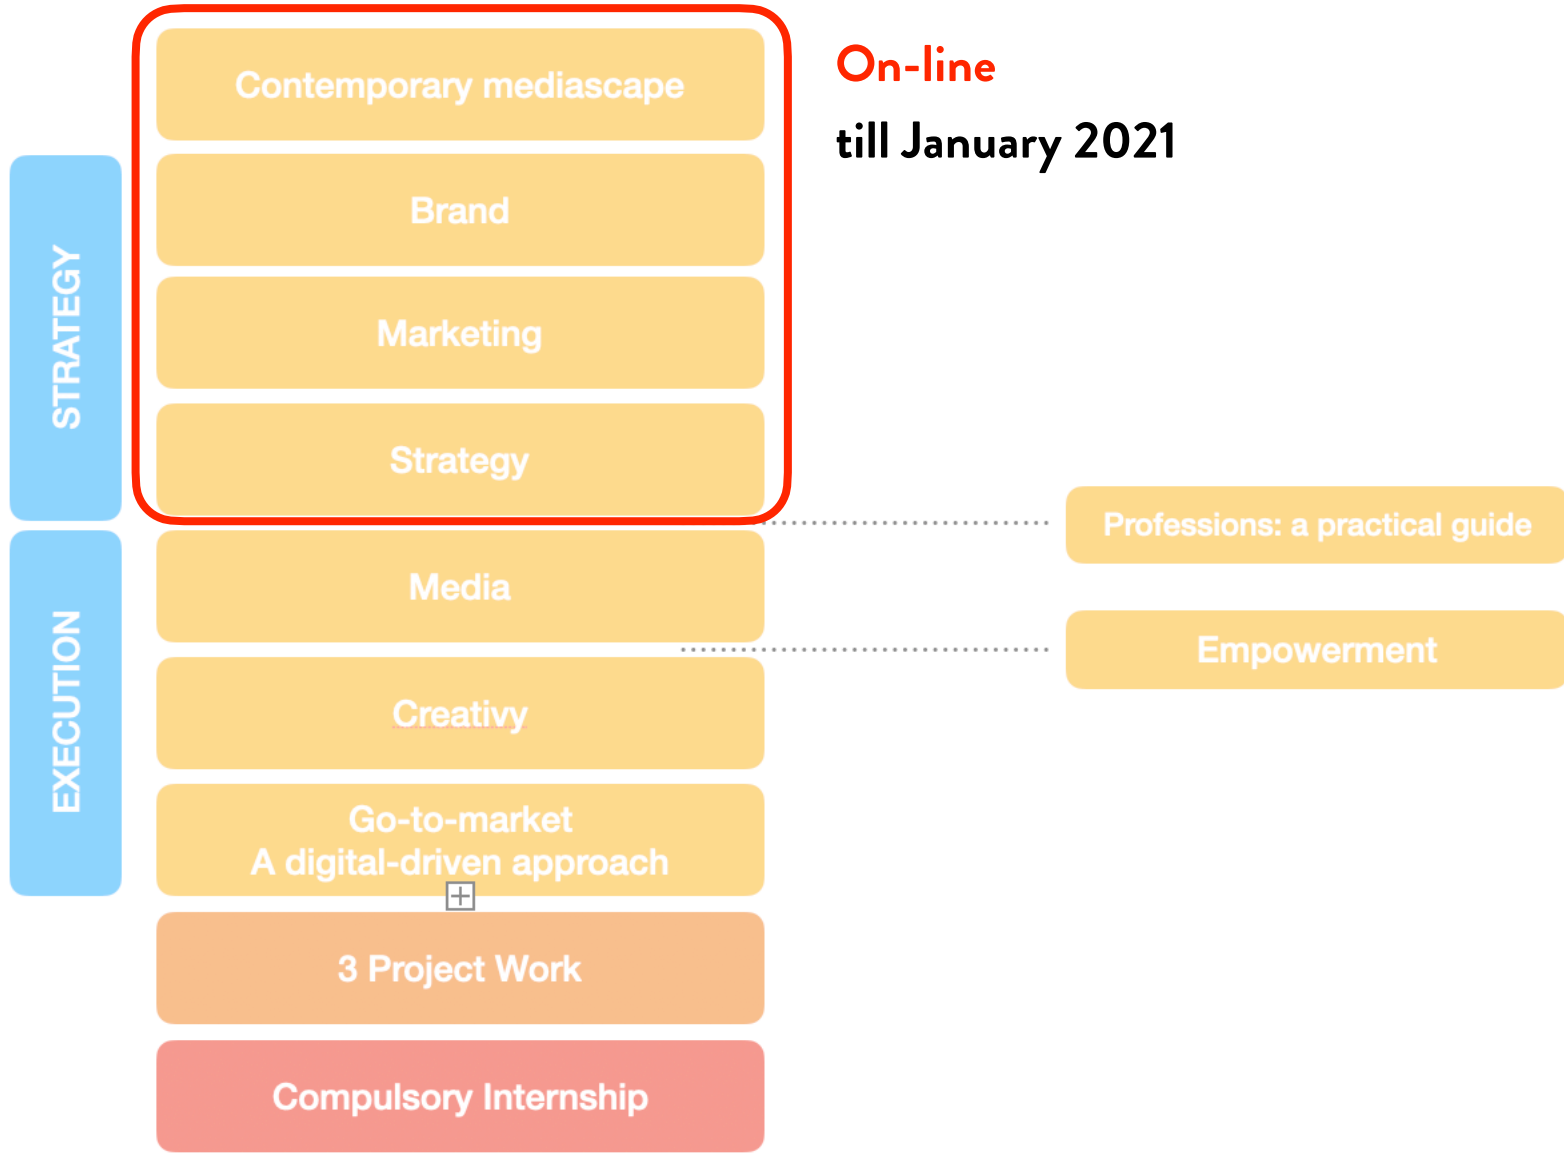 Contemporary mediascape
On-line
till January 2021
STRATEGY
Brand
Marketing
Strategy
Professions: a practical guide
EXECUTION
Media
Empowerment
Creativy
Go-to-market
A digital-driven approach
3 Project Work
Compulsory Internship